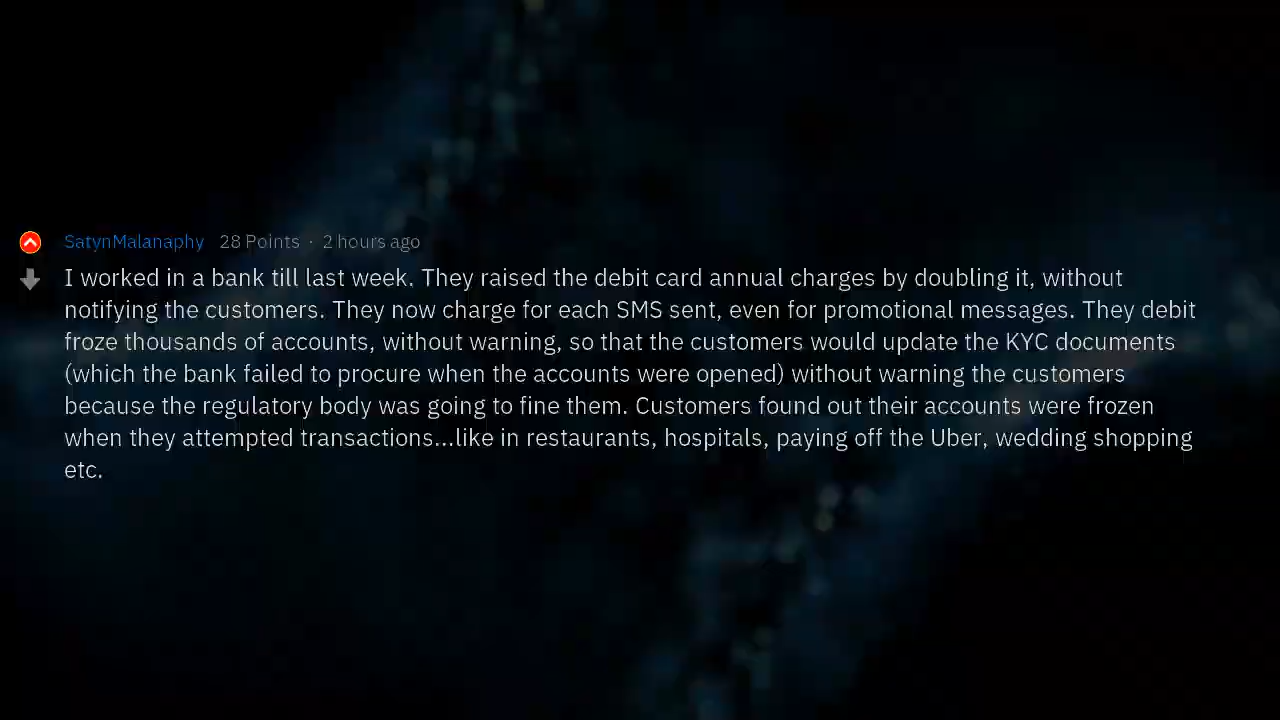 SatynMalanaphy 28 Points · 2 hours ago
I worked in a bank till last week. They raised the debit card annual charges by doubling it, without
notifying the customers. They now charge for each SMS sent, even for promotional messages. They debit
froze thousands of accounts, without warning, so that the customers would update the KYC documents
(which the bank failed to procure when the accounts were opened) without warning the customers
because the regulatory body was going to fine them. Customers found out their accounts were frozen
when they attempted transactions...like in restaurants, hospitals, paying off the Uber, wedding shopping
etc.